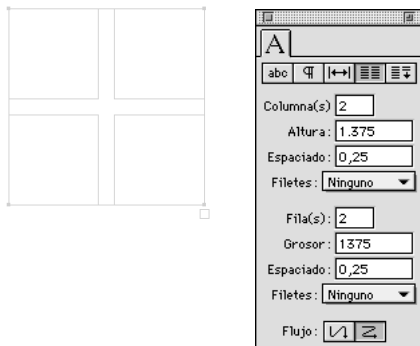 A
abc ¶
Columna(s) 2
Altura: 1.375
Espaciado: 0,25
Filetes: Ninguno
Fila(s): 2
Grosor: 1375
Espaciado: 0,25
Filetes: Ninguno
Flujo: